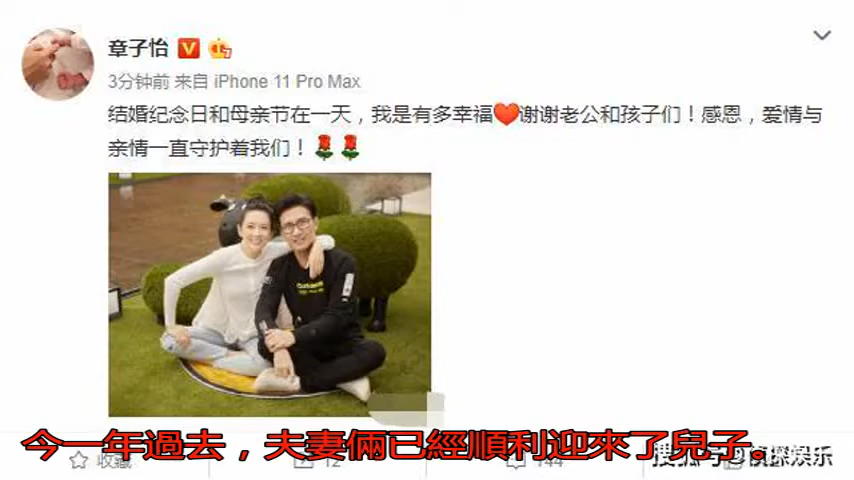 章子怡
3分钟前 来自 iPhone 11 Pro Max
结婚纪念日和母亲节在一天，我是有多幸福❤谢谢老公和孩子们！感恩，爱情与
亲情一直守护着我们！🌹🌹
今一年過去，夫妻倆已經順利迎來了兒子。
收藏